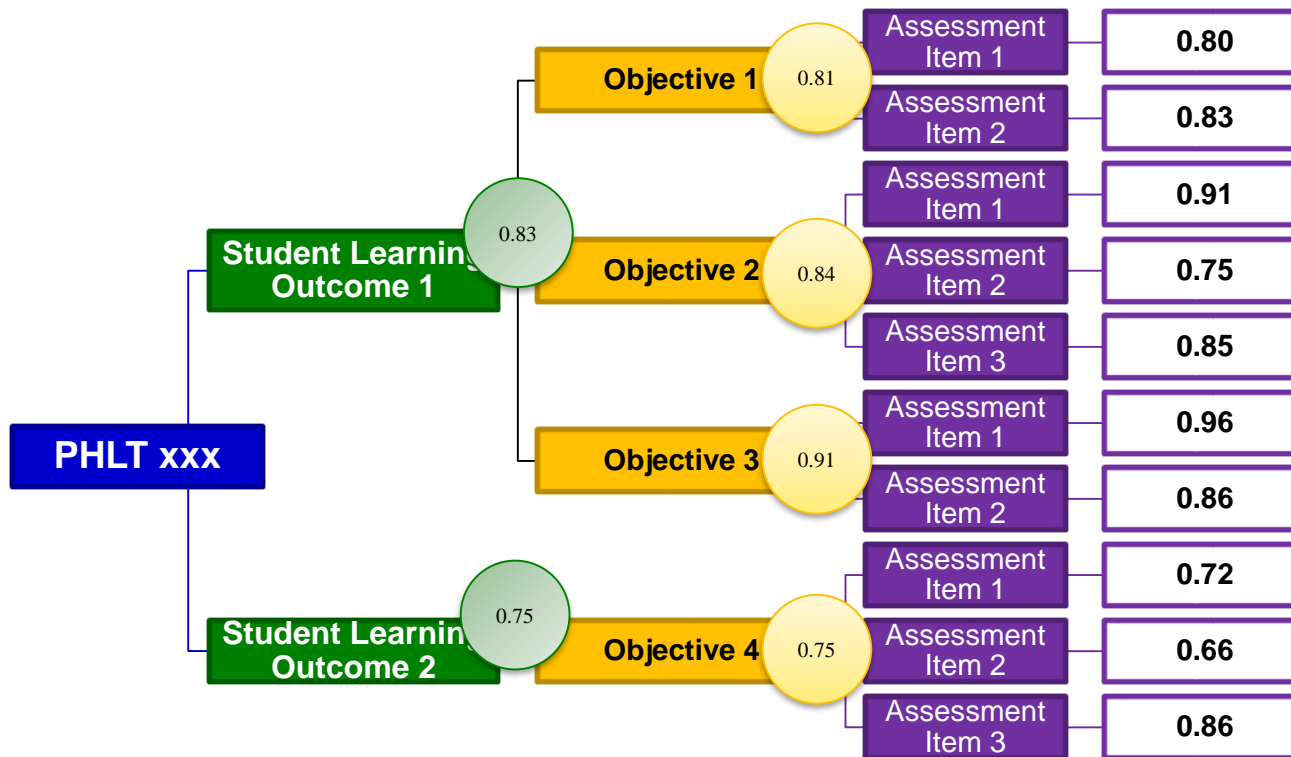 Assessment
Item 1
0.80
Objective 1
0.81
Assessment
Item 2
0.83
Assessment
Item 1
0.91
0.83
Student Learning
Outcome 1
Objective 2
0.84
Assessment
Item 2
0.75
Assessment
Item 3
0.85
Assessment
Item 1
0.96
PHLT xxx
Objective 3
0.91
Assessment
Item 2
0.86
Assessment
Item 1
0.72
0.75
Student Learning
Outcome 2
Objective 4
0.75
Assessment
Item 2
0.66
Assessment
Item 3
0.86